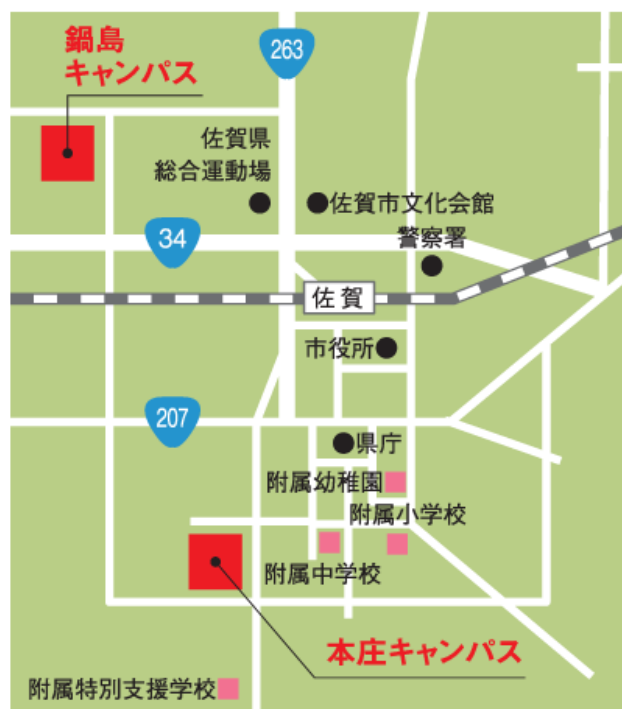 鍋島
キャンパス
263
佐賀県
総合運動場
佐賀市文化会館
34
警察署
佐賀
市役所
207
県庁
附属幼稚園
附属小学校
附属中学校
本庄キャンパス
附属特別支援学校